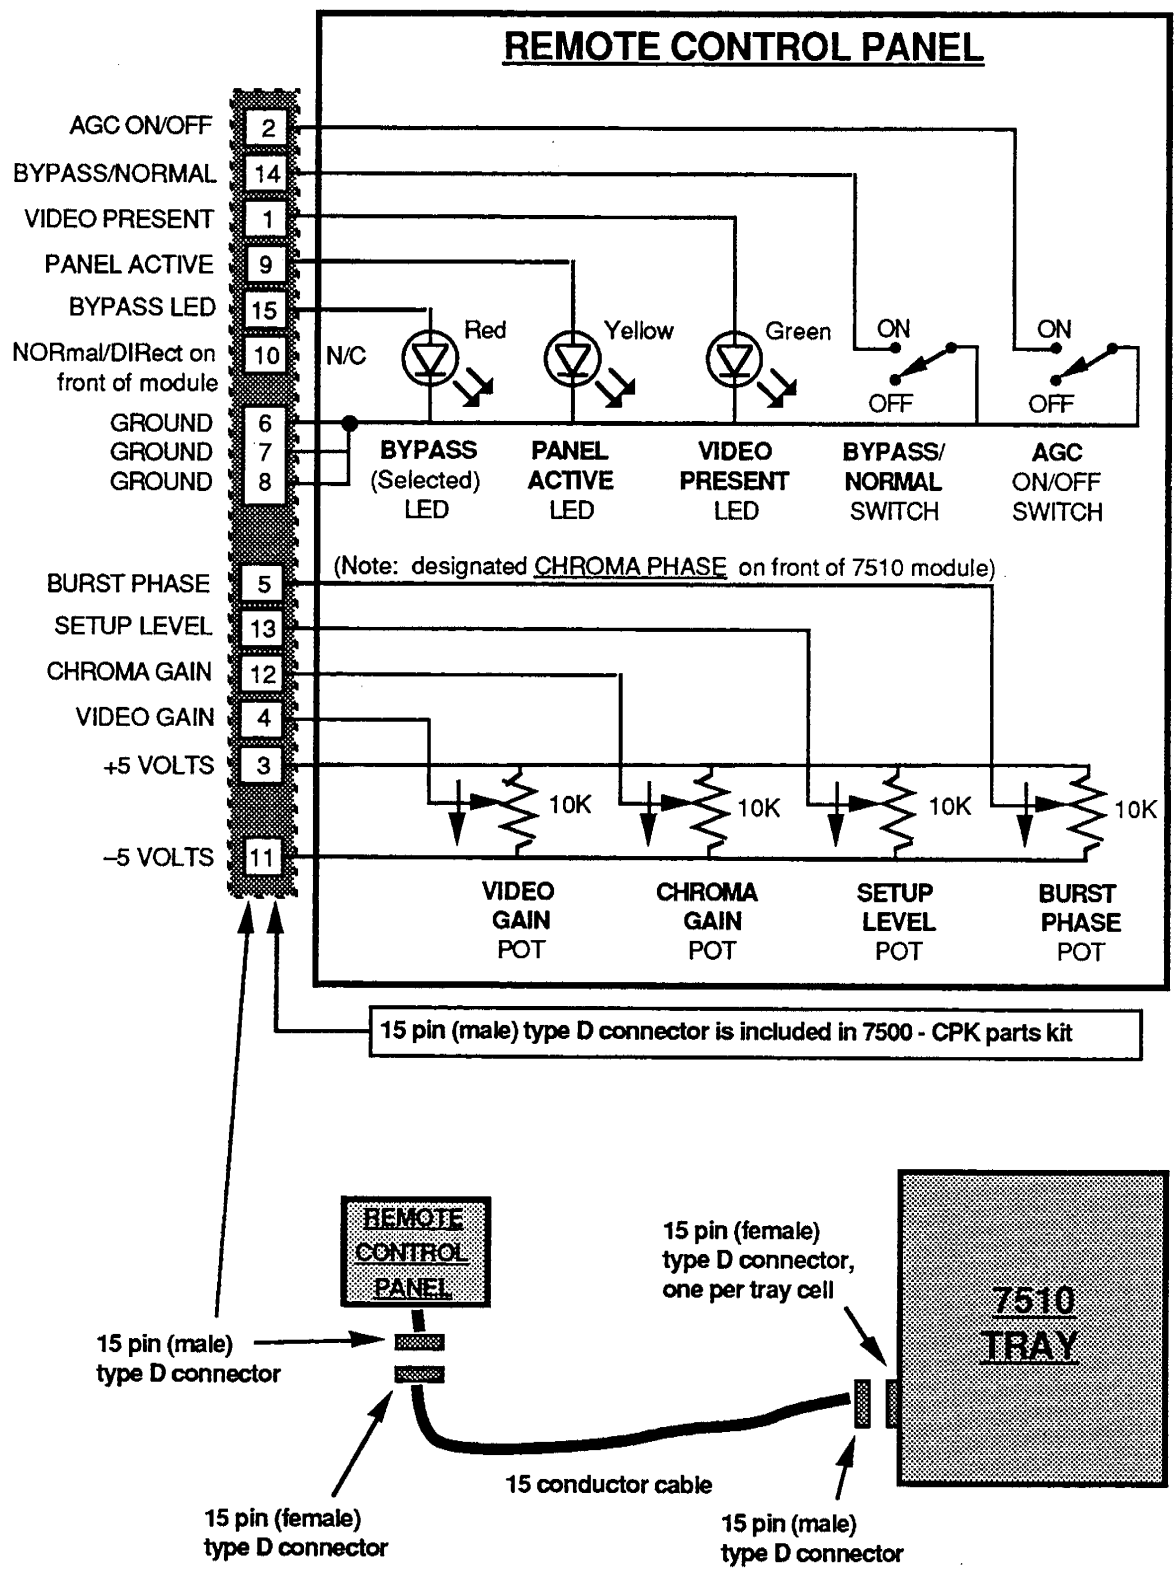 REMOTE CONTROL PANEL
AGC ON/OFF 2
BYPASS/NORMAL 14
VIDEO PRESENT 1
PANEL ACTIVE 9
BYPASS LED 15
NORmal/DIRect on
front of module
10 N/C
GROUND 6
GROUND 7
GROUND 8
Red
Yellow
Green
ON
OFF
ON
OFF
BYPASS
(Selected)
LED
PANEL
ACTIVE
LED
VIDEO
PRESENT
LED
BYPASS/
NORMAL
SWITCH
AGC
ON/OFF
SWITCH
(Note: designated CHROMA PHASE on front of 7510 module)
BURST PHASE 5
SETUP LEVEL 13
CHROMA GAIN 12
VIDEO GAIN 4
+5 VOLTS 3
–5 VOLTS 11
10K
10K
10K
10K
VIDEO
GAIN
POT
CHROMA
GAIN
POT
SETUP
LEVEL
POT
BURST
PHASE
POT
15 pin (male) type D connector is included in 7500 - CPK parts kit
REMOTE
CONTROL
PANEL
15 pin (female)
type D connector,
one per tray cell
7510
TRAY
15 pin (male)
type D connector
15 conductor cable
15 pin (female)
type D connector
15 pin (male)
type D connector